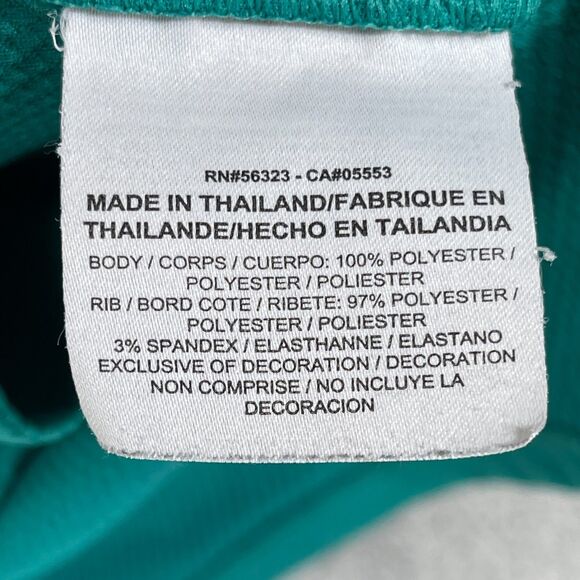 RN#56323 - CA#05553
MADE IN THAILAND/FABRIQUE EN
THAILANDE/HECHO EN TAILANDIA
BODY / CORPS / CUERPO: 100% POLYESTER /
POLYESTER / POLIESTER
RIB / BORD COTE / RIBETE: 97% POLYESTER /
POLYESTER / POLIESTER
3% SPANDEX / ELASTHANNE / ELASTANO
EXCLUSIVE OF DECORATION / DECORATION
NON COMPRISE / NO INCLUYE LA
DECORACION